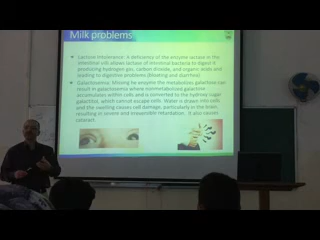 Milk problems
Lactose Intolerance: A deficiency of the enzyme lactase in the
intestinal villi allows lactase of intestinal bacteria to digest it
producing hydrogen gas, carbon dioxide, and organic acids and
leading to digestive problems (bloating and diarrhea).
Galactosemia: Missing the enzyme that metabolizes galactose can
result in galactosemia where nonmetabolized galactose
accumulates within cells and is converted to the hydroxy sugar
galactitol, which cannot escape cells. Water is drawn into cells
and the swelling causes cell damage, particularly in the brain,
resulting in severe and irreversible retardation. It also causes
cataract.